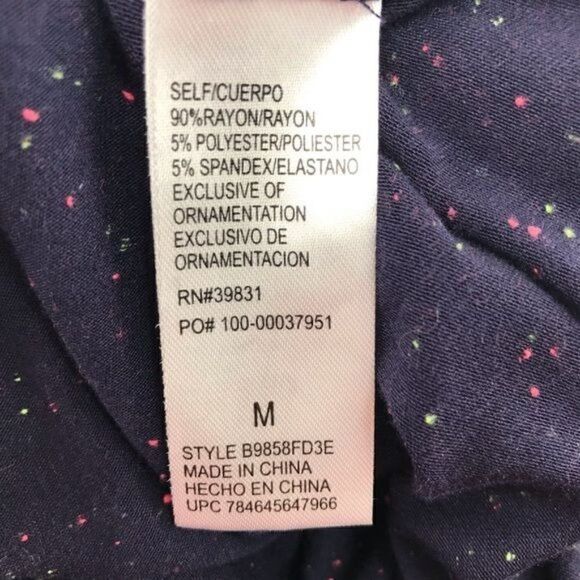 SELF/CUERPO
90%RAYON/RAYON
5% POLYESTER/POLIESTER
5% SPANDEX/ELASTANO
EXCLUSIVE OF
ORNAMENTATION
EXCLUSIVO DE
ORNAMENTACION
RN#39831
PO# 100-00037951
M
STYLE B9858FD3E
MADE IN CHINA
HECHO EN CHINA
UPC 784645647966